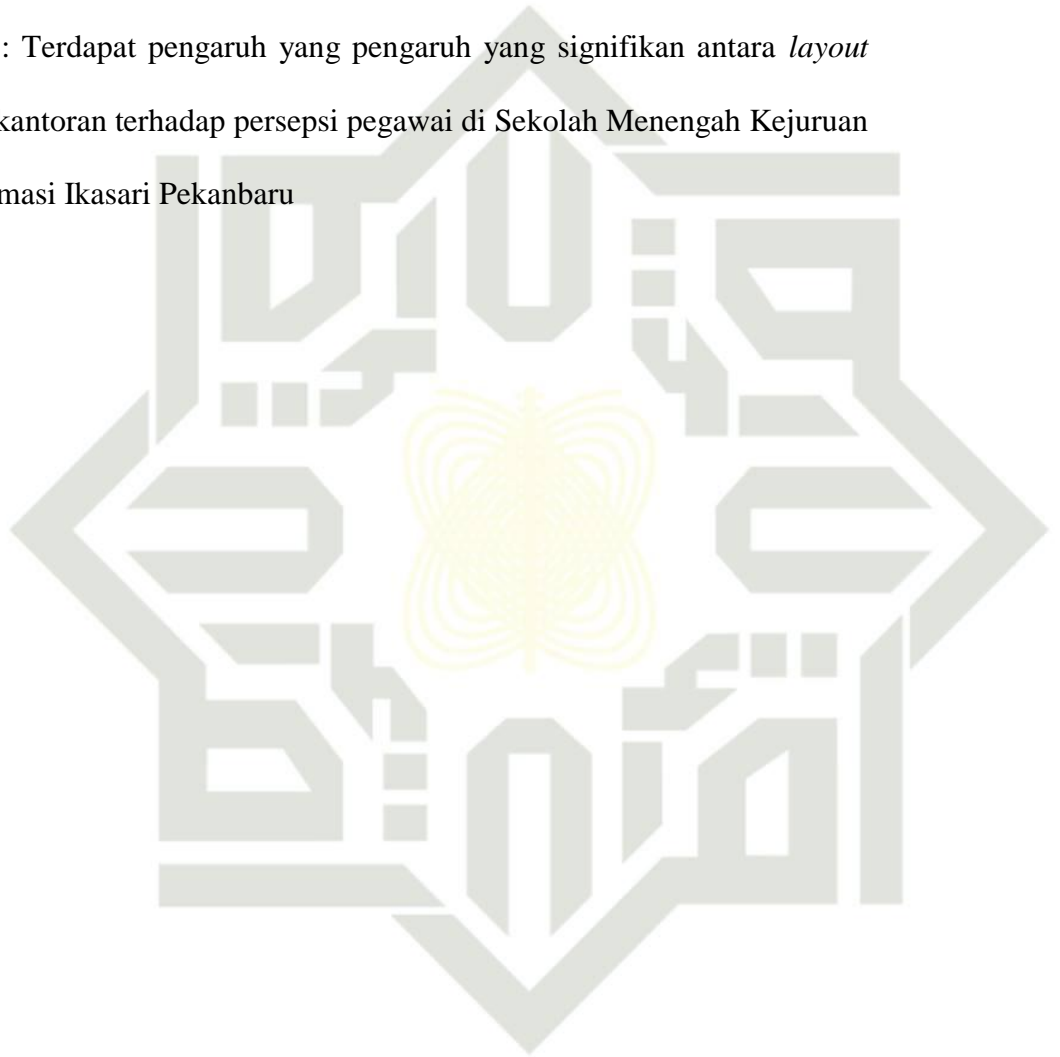 : Terdapat pengaruh yang pengaruh yang signifikan antara layout
kantoran terhadap persepsi pegawai di Sekolah Menengah Kejuruan
masi Ikasari Pekanbaru